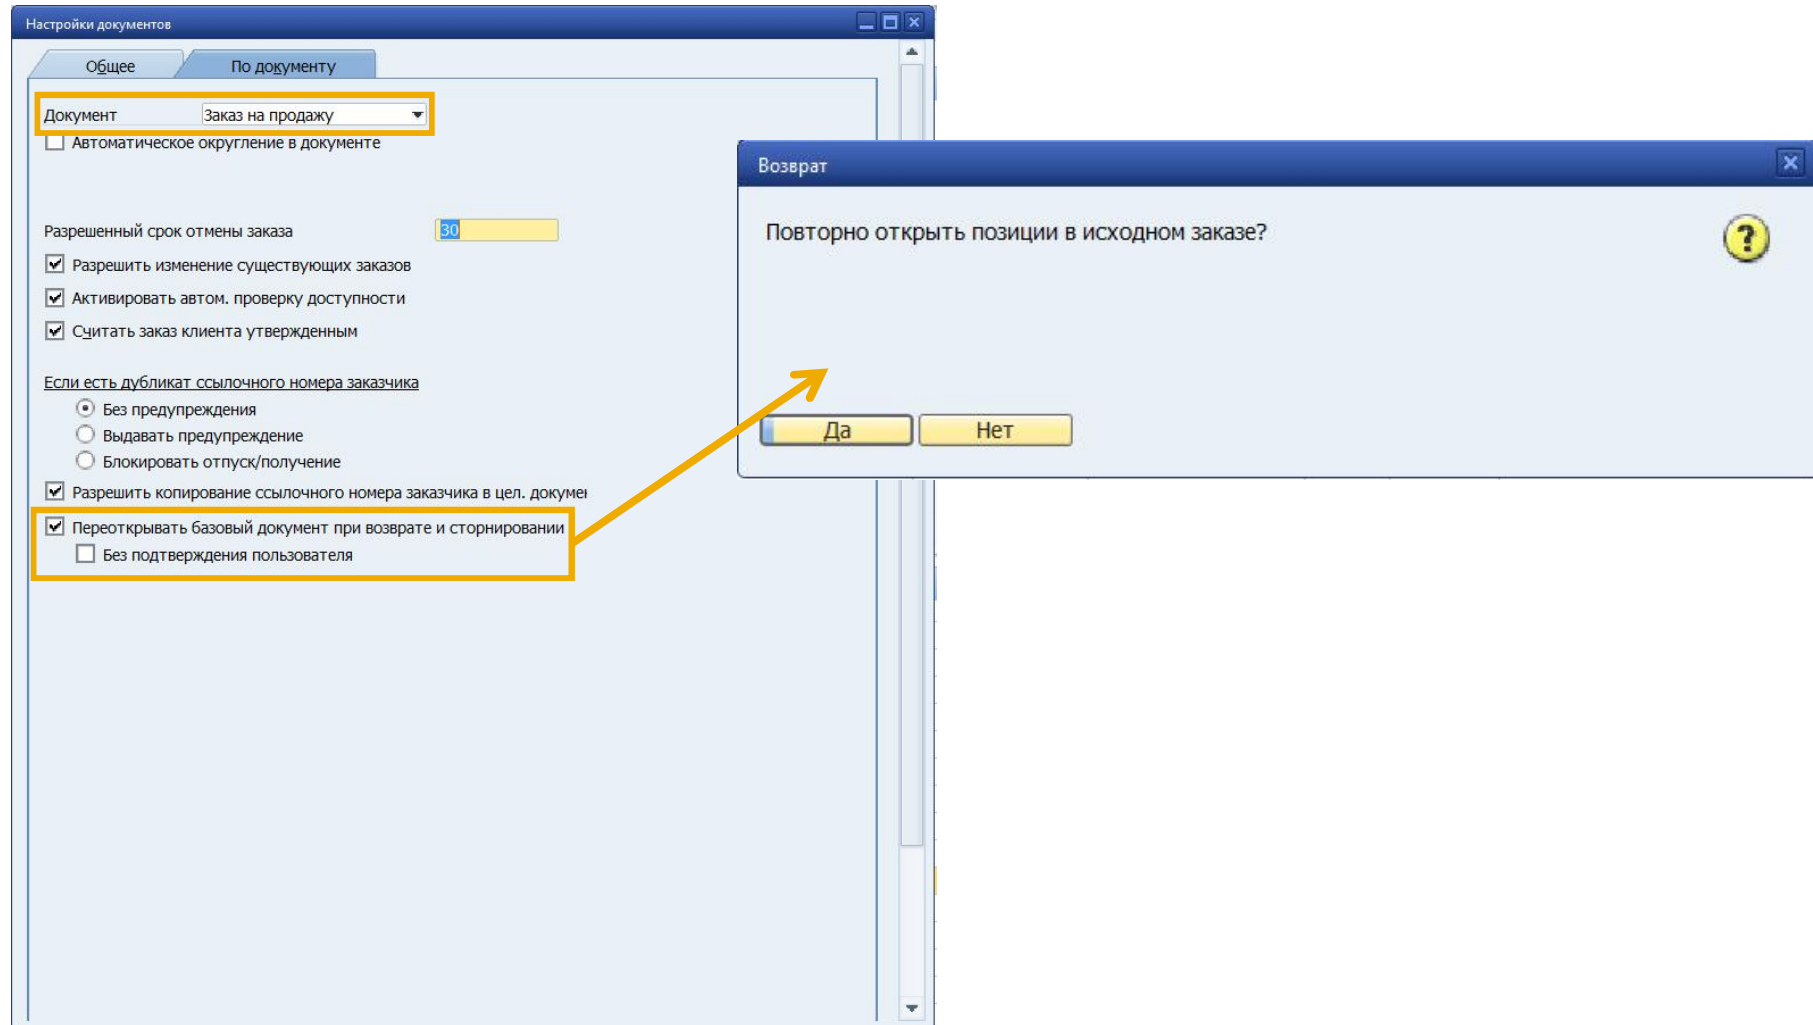 Настройки документов
Общее
По документу
Документ
Заказ на продажу
Автоматическое округление в документе
Разрешенный срок отмены заказа
30
Разрешить изменение существующих заказов
Активировать автом. проверку доступности
Считать заказ клиента утвержденным
Если есть дубликат ссылочного номера заказчика
Без предупреждения
Выдавать предупреждение
Блокировать отпуск/получение
Разрешить копирование ссылочного номера заказчика в цел. докумен
Переоткрывать базовый документ при возврате и сторнировании
Без подтверждения пользователя
Возврат
Повторно открыть позиции в исходном заказе?
?
Да
Нет